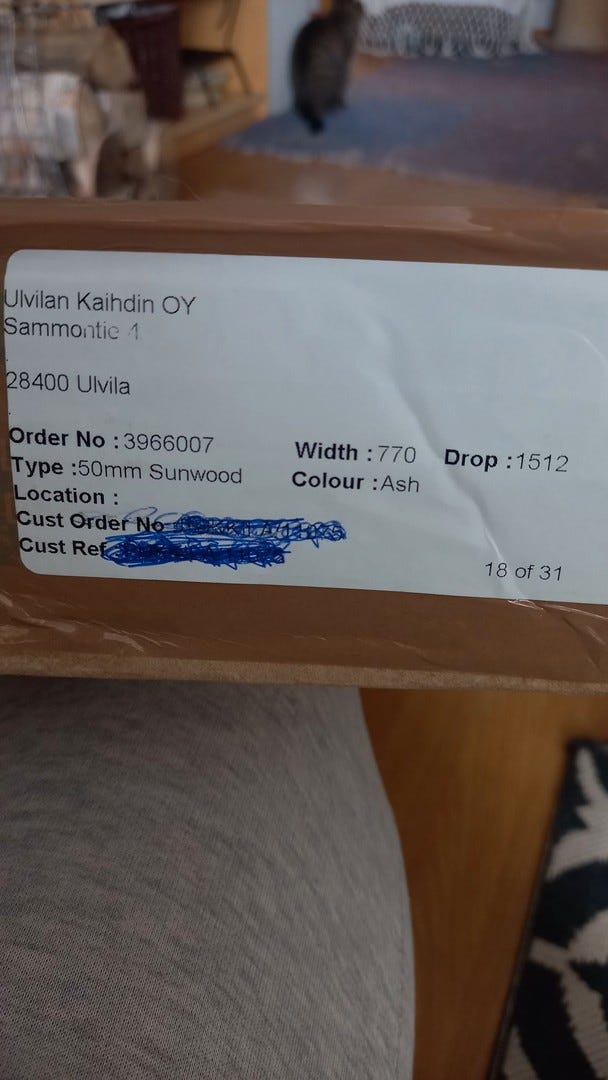 Ulvilan Kaihdin OY
Sammontie 4
28400 Ulvila
Order No : 3966007 Width : 770 Drop : 1512
Type : 50mm Sunwood Colour : Ash
Location :
Cust Order No
Cust Ref
18 of 31